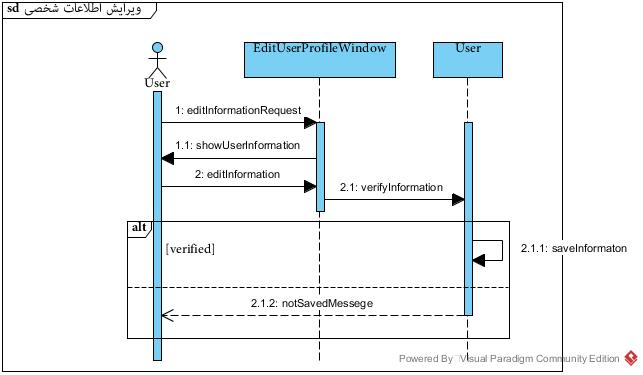 sd ویرایش اطلاعات شخصی
EditUserProfileWindow
User
User
1: editInformationRequest
1.1: showUserInformation
2: editInformation
2.1: verifyInformation
alt
[verified]
2.1.1: saveInformaton
2.1.2: notSavedMessege
Powered By Visual Paradigm Community Edition